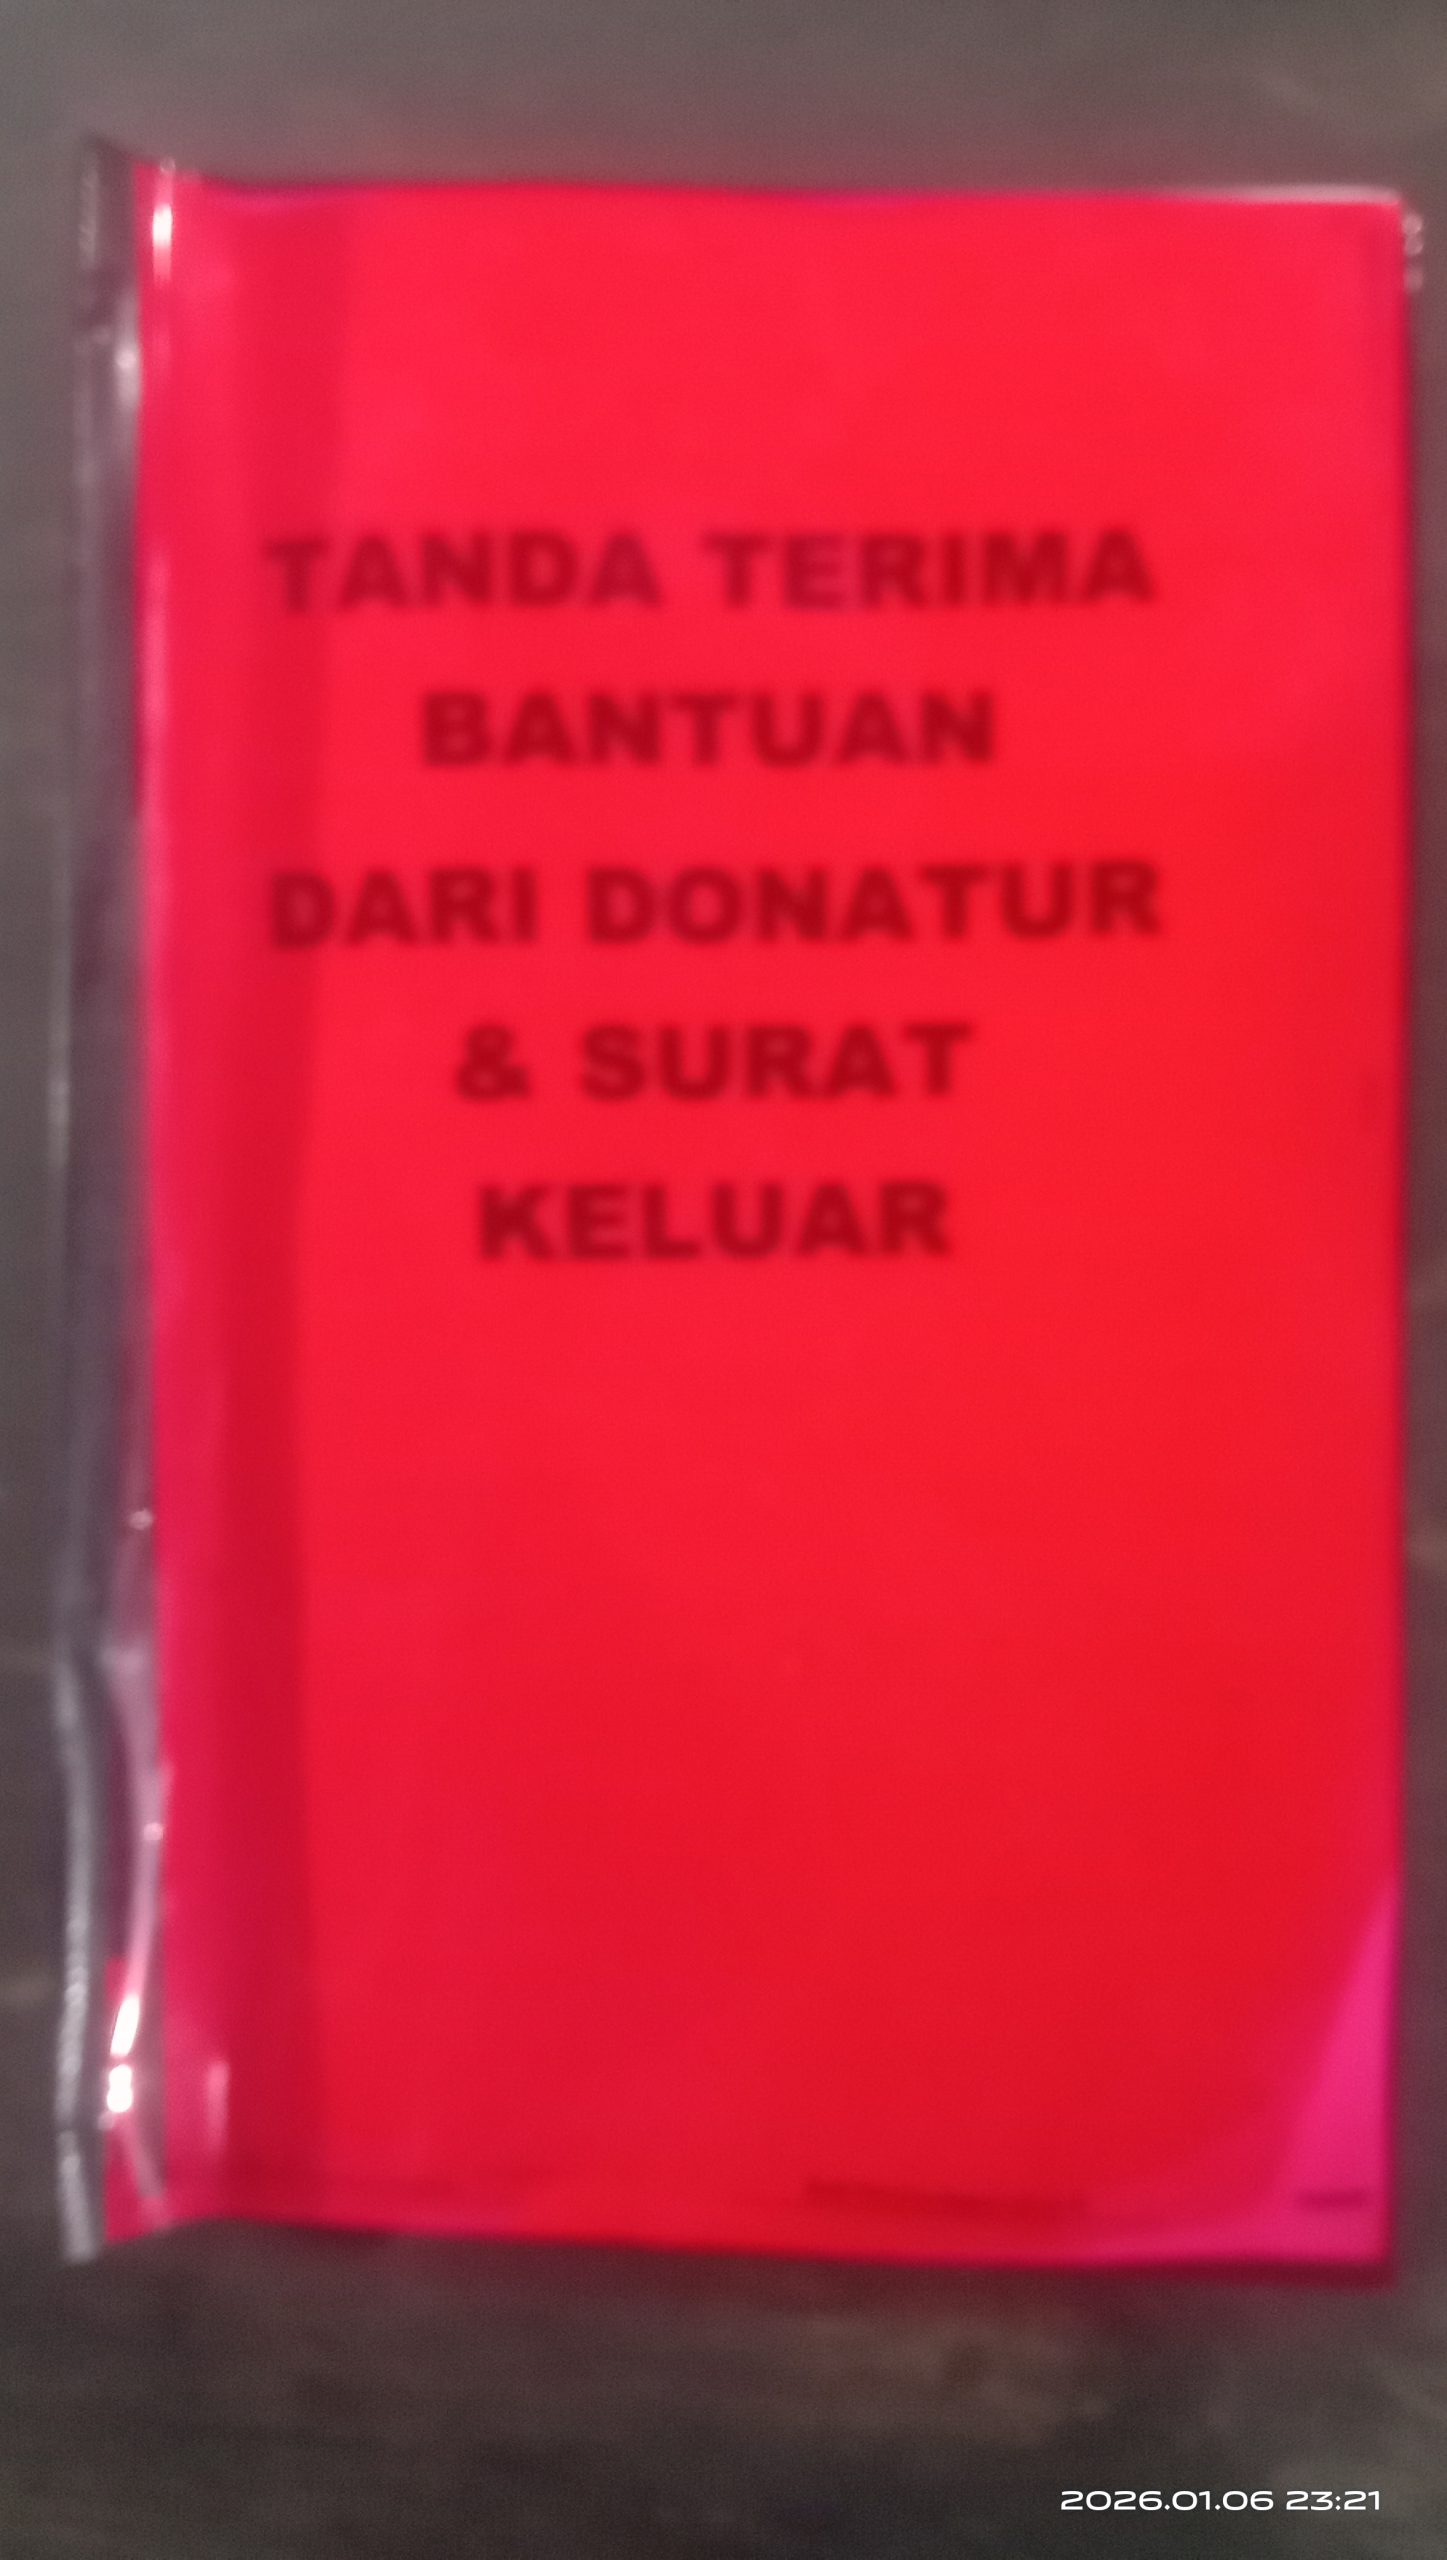 TANDA TERIMA
BANTUAN
DARI DONATUR
& SURAT
KELUAR
2026.01.06 23:21